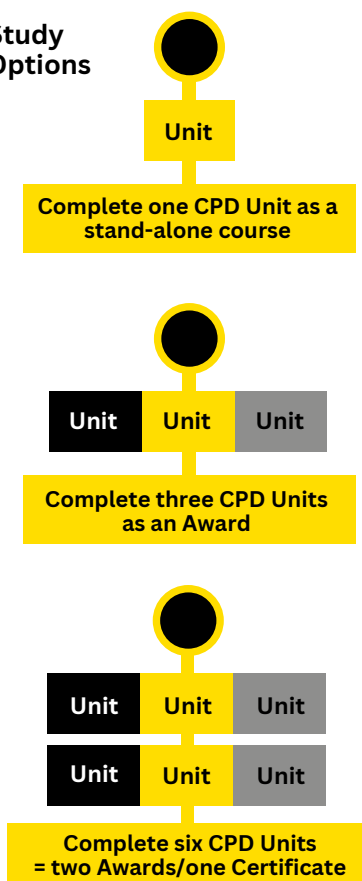 Study
Options
Unit
Complete one CPD Unit as a
stand-alone course
Unit Unit Unit
Complete three CPD Units
as an Award
Unit Unit Unit
Unit Unit Unit
Complete six CPD Units
= two Awards/one Certificate